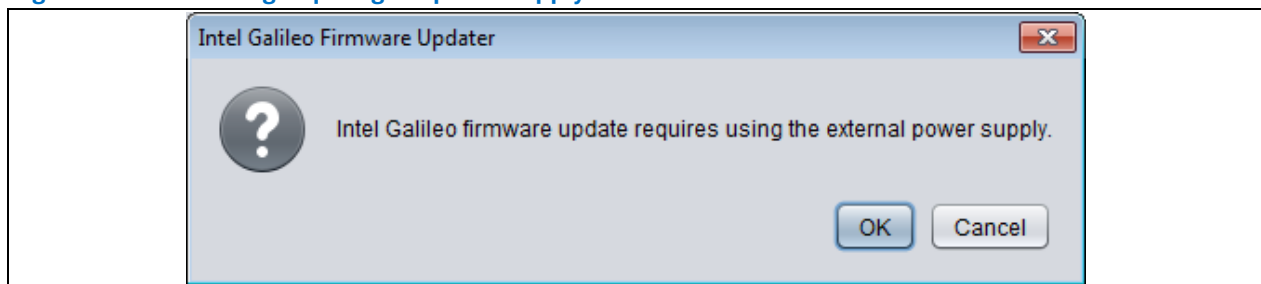 Intel Galileo Firmware Updater
Intel Galileo firmware update requires using the external power supply.
OK
Cancel